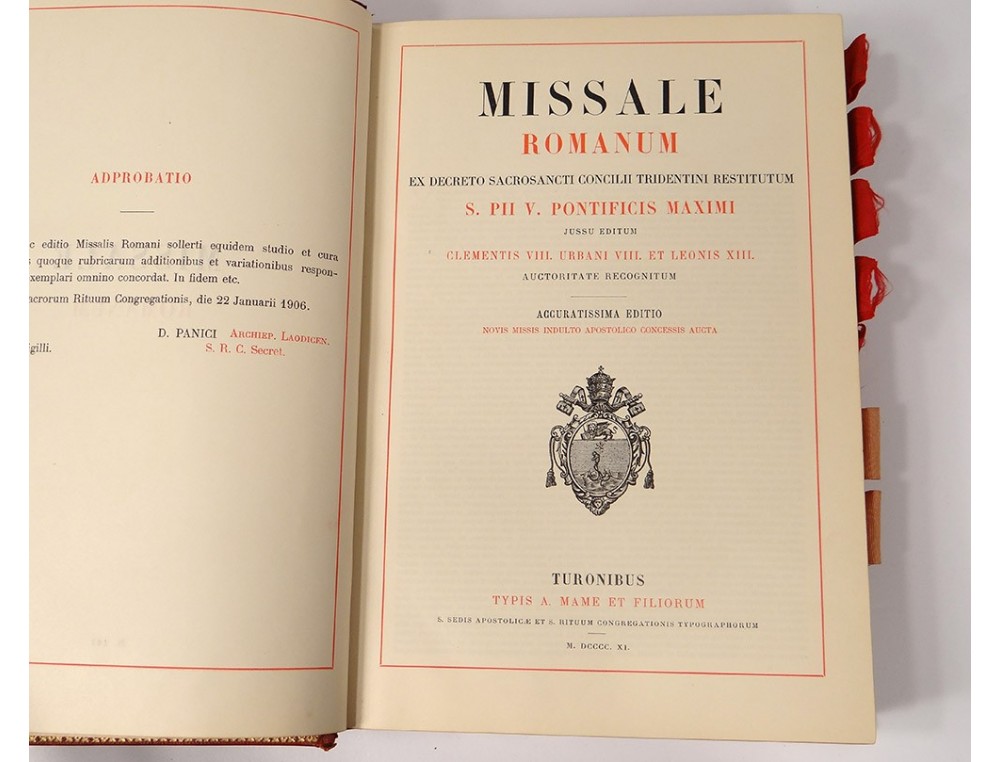 ADPROBATIO
editio Missalis Romani sollerti equidem studio et cura
quoque rubricarum additionibus et variationibus respon-
exemplari omnino concordat. In fidem etc.
Sacrorum Rituum Congregationis, die 22 Januarii 1906.
D. PANICI Archiep. Laodicen.
S. R. C. Secret.
MISSALE
ROMANUM
EX DECRETO SACROSANCTI CONCILII TRIDENTINI RESTITUTUM
S. PII V. PONTIFICIS MAXIMI
JUSSU EDITUM
CLEMENTIS VIII. URBANI VIII. ET LEONIS XIII.
AUCTORITATE RECOGNITUM
ACCURATISSIMA EDITIO
NOVIS MISSIS INDULTO APOSTOLICO CONCESSIS AUCTA
TURONIBUS
TYPIS A. MAME ET FILIORUM
S. SEDIS APOSTOLICÆ ET S. RITUUM CONGREGATIONIS TYPOGRAPHORUM
M. DCCCC. XI.